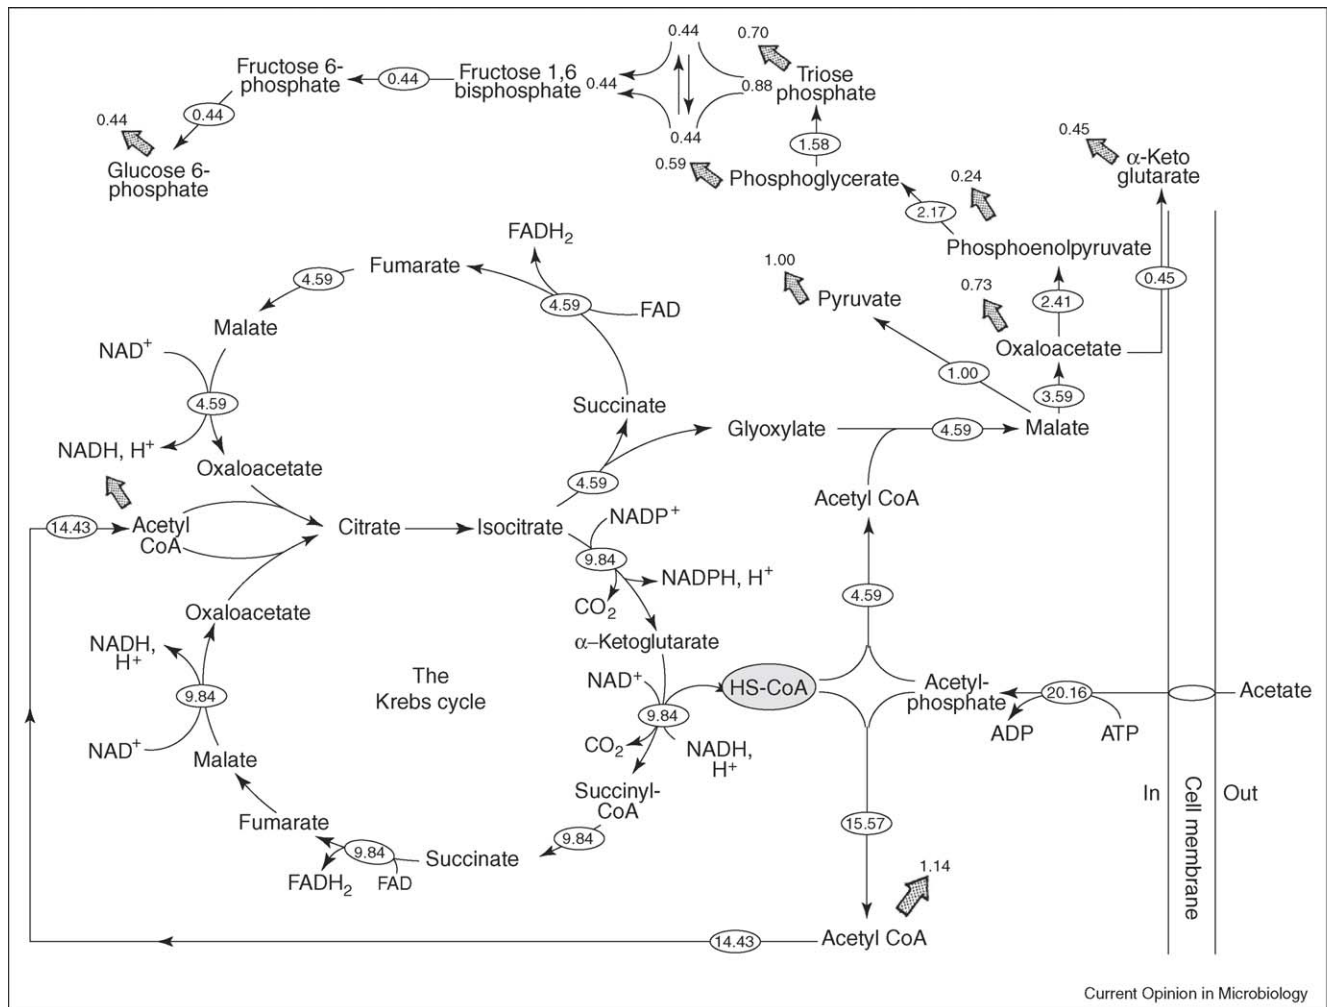 0.44
0.70
Fructose 6-
phosphate
0.44
Fructose 1,6
bisphosphate
0.44
0.88
Triose
phosphate
0.44
0.44
0.44
Glucose 6-
phosphate
0.44
0.59
Phosphoglycerate
1.58
0.45
α-Keto
glutarate
0.24
2.17
Phosphoenolpyruvate
0.45
FADH2
Fumarate
4.59
4.59
FAD
1.00
Pyruvate
0.73
2.41
Oxaloacetate
Malate
NAD+
4.59
1.00
3.59
Succinate
Glyoxylate
4.59
Malate
NADH, H+
Oxaloacetate
4.59
Acetyl CoA
14.43
Acetyl
CoA
Citrate
Isocitrate
NADP+
9.84
NADPH, H+
CO2
4.59
Oxaloacetate
α–Ketoglutarate
NADH,
H+
The
Krebs cycle
NAD+
HS-CoA
Acetyl-
phosphate
20.16
Acetate
9.84
9.84
ADP
ATP
NAD+
Malate
CO2
NADH,
H+
Succinyl-
CoA
In
Cell membrane
Out
Fumarate
9.84
15.57
9.84
Succinate
FADH2
FAD
1.14
14.43
Acetyl CoA
Current Opinion in Microbiology